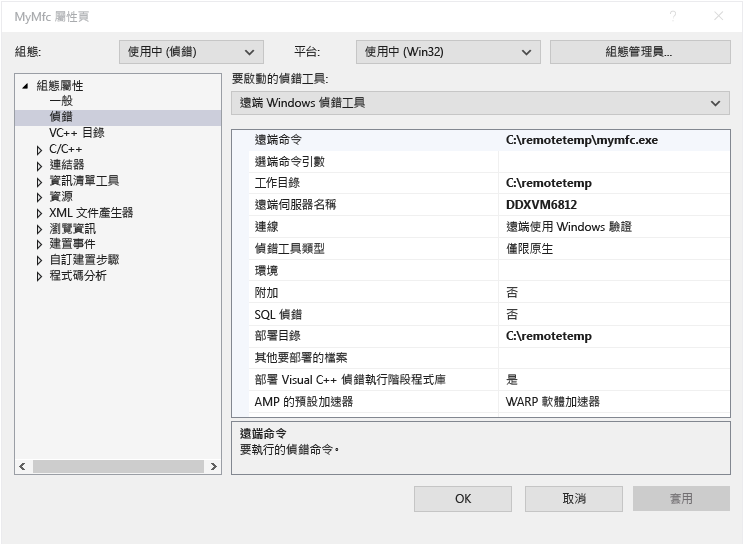 MyMfc 屬性頁
組態:
使用中 (偵錯)
平台:
使用中 (Win32)
組態管理員...
組態屬性
一般
偵錯
VC++ 目錄
C/C++
連結器
資訊清單工具
資源
XML 文件產生器
瀏覽資訊
建置事件
自訂建置步驟
程式碼分析
要啟動的偵錯工具:
遠端 Windows 偵錯工具
遠端命令 C:\remotetemp\mymfc.exe
選端命令引數
工作目錄 C:\remotetemp
遠端伺服器名稱 DDXVM6812
連線 遠端使用 Windows 驗證
偵錯工具類型 僅限原生
環境
附加 否
SQL 偵錯 否
部署目錄 C:\remotetemp
其他要部署的檔案
部署 Visual C++ 偵錯執行階段程式庫 是
AMP 的預設加速器 WARP 軟體加速器
遠端命令
要執行的偵錯命令。
OK
取消
套用